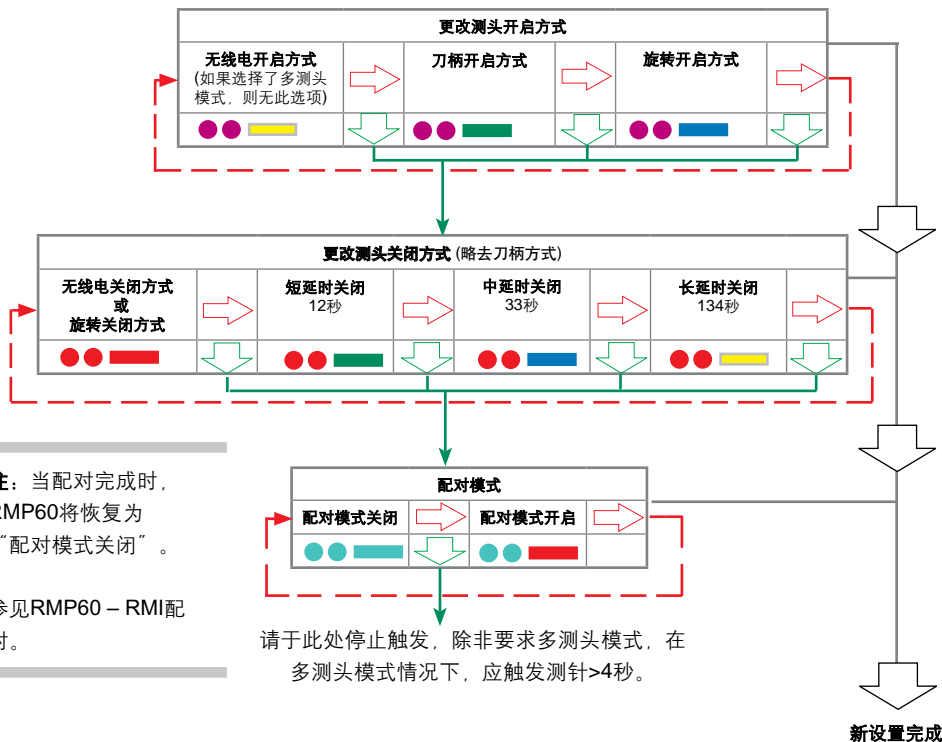 更改测头开启方式
无线电开启方式
(如果选择了多测头
模式，则无此选项)
刀柄开启方式
旋转开启方式
更改测头关闭方式 (略去刀柄方式)
无线电关闭方式
或
旋转关闭方式
短延时关闭
12秒
中延时关闭
33秒
长延时关闭
134秒
注：当配对完成时，
RMP60将恢复为
“配对模式关闭”。
参见RMP60 – RMI配
对。
配对模式
配对模式关闭
配对模式开启
请于此处停止触发，除非要求多测头模式，在
多测头模式情况下，应触发测针>4秒。
新设置完成